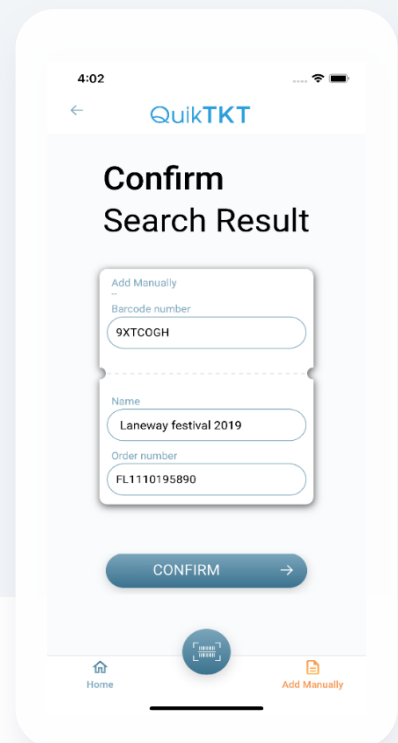 4:02
QuikTKT
Confirm
Search Result
Add Manually
--
Barcode number
9XTCOGH
Name
Laneway festival 2019
Order number
FL1110195890
CONFIRM
Home
Add Manually